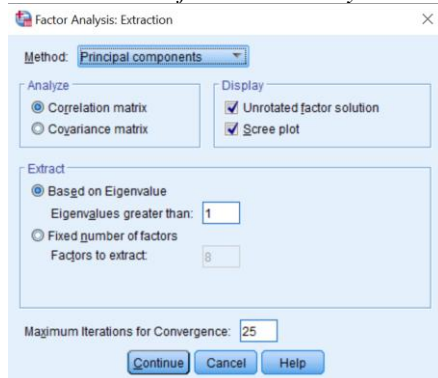 Factor Analysis: Extraction
Method: Principal components
Analyze
Correlation matrix
Covariance matrix
Display
Unrotated factor solution
Scree plot
Extract
Based on Eigenvalue
Eigenvalues greater than: 1
Fixed number of factors
Factors to extract: 8
Maximum Iterations for Convergence: 25
Continue Cancel Help